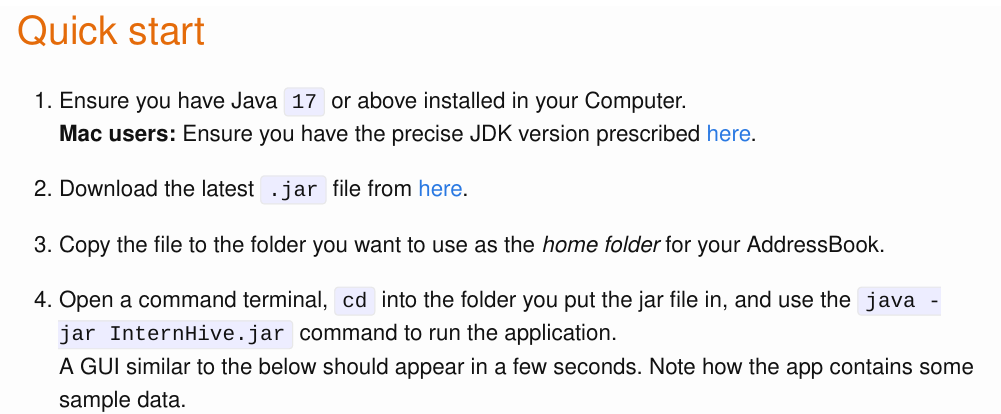 Quick start
1. Ensure you have Java 17 or above installed in your Computer.
Mac users: Ensure you have the precise JDK version prescribed here.
2. Download the latest .jar file from here.
3. Copy the file to the folder you want to use as the home folder for your AddressBook.
4. Open a command terminal, cd into the folder you put the jar file in, and use the java -
jar InternHive.jar command to run the application.
A GUI similar to the below should appear in a few seconds. Note how the app contains some
sample data.